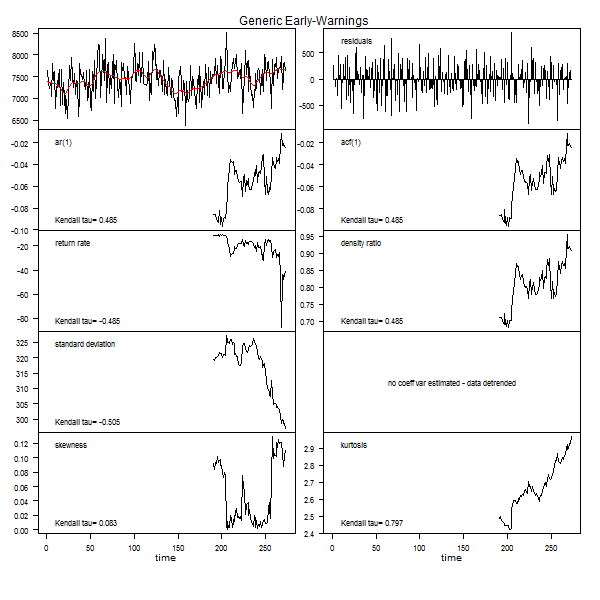 Generic Early-Warnings
8500
8000
7500
7000
6500
residuals
500
0
-500
ar(1)
-0.02
-0.04
-0.06
-0.08
-0.10
Kendall tau= 0.485
acf(1)
-0.02
-0.04
-0.06
-0.08
Kendall tau= 0.485
return rate
-20
-40
-60
-80
Kendall tau= -0.485
density ratio
0.95
0.90
0.85
0.80
0.75
0.70
Kendall tau= 0.485
standard deviation
325
320
315
310
305
300
Kendall tau= -0.505
no coeff var estimated - data detrended
skewness
0.12
0.10
0.08
0.06
0.04
0.02
0.00
Kendall tau= 0.083
0 50 100 150 200 250
time
kurtosis
2.9
2.8
2.7
2.6
2.5
2.4
Kendall tau= 0.797
0 50 100 150 200 250
time